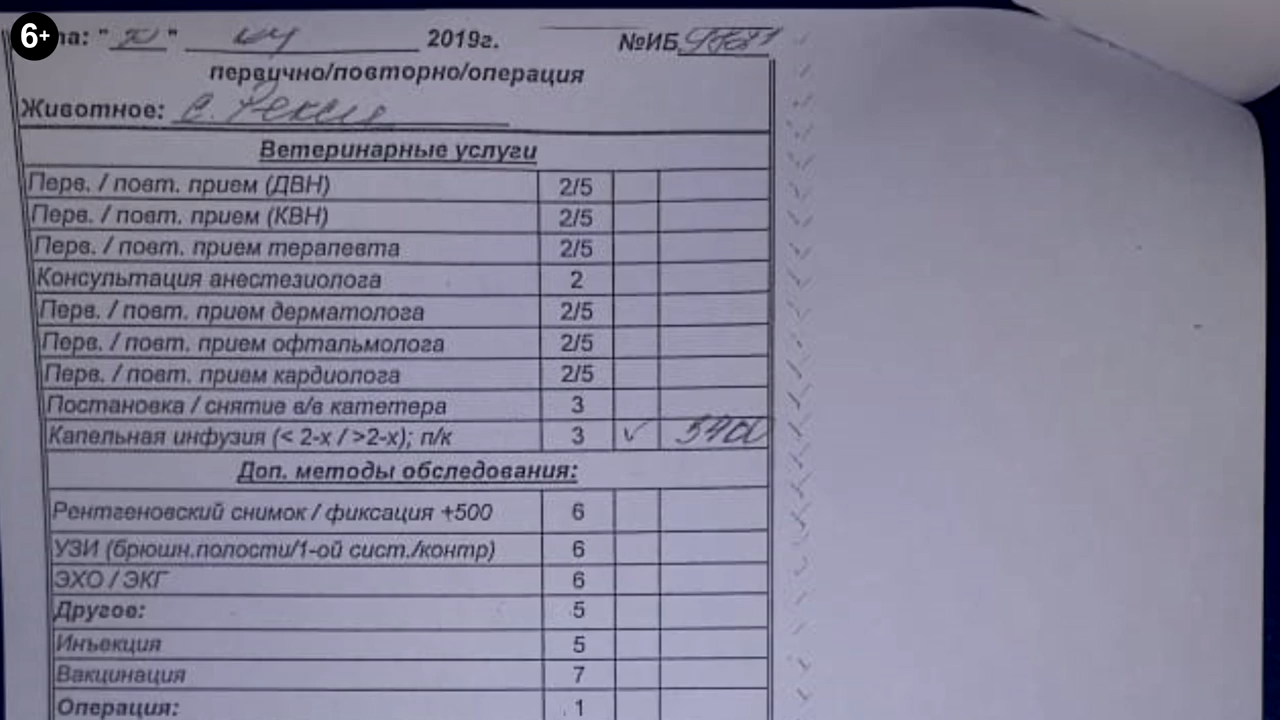 6+
на: " " 2019г. №ИБ
первично/повторно/операция
Животное: с.
Ветеринарные услуги
Перв. / повт. прием (ДВН) 2/5
Перв. / повт. прием (КВН) 2/5
Перв. / повт. прием терапевта 2/5
Консультация анестезиолога 2
Перв. / повт. прием дерматолога 2/5
Перв. / повт. прием офтальмолога 2/5
Перв. / повт. прием кардиолога 2/5
Постановка / снятие в/в катетера 3
Капельная инфузия (< 2-х / >2-х); п/к 3 ✓
Доп. методы обследования:
Рентгеновский снимок / фиксация +500 6
УЗИ (брюшн.полости/1-ой сист./контр) 6
ЭХО / ЭКГ 6
Другое: 5
Инъекция 5
Вакцинация 7
Операция: 1